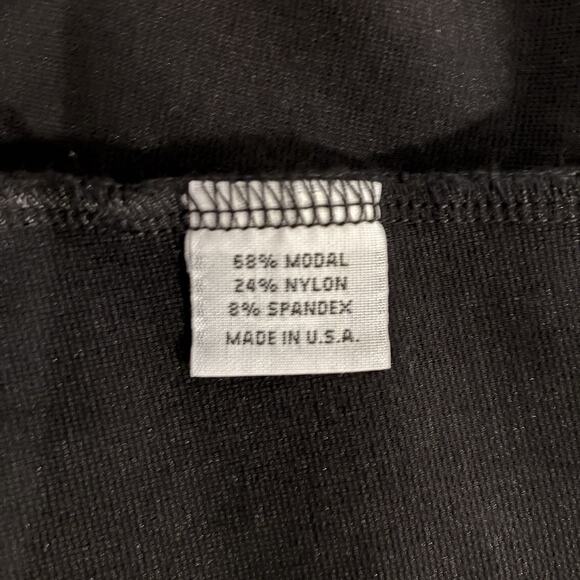 68% MODAL
24% NYLON
8% SPANDEX
MADE IN U.S.A.